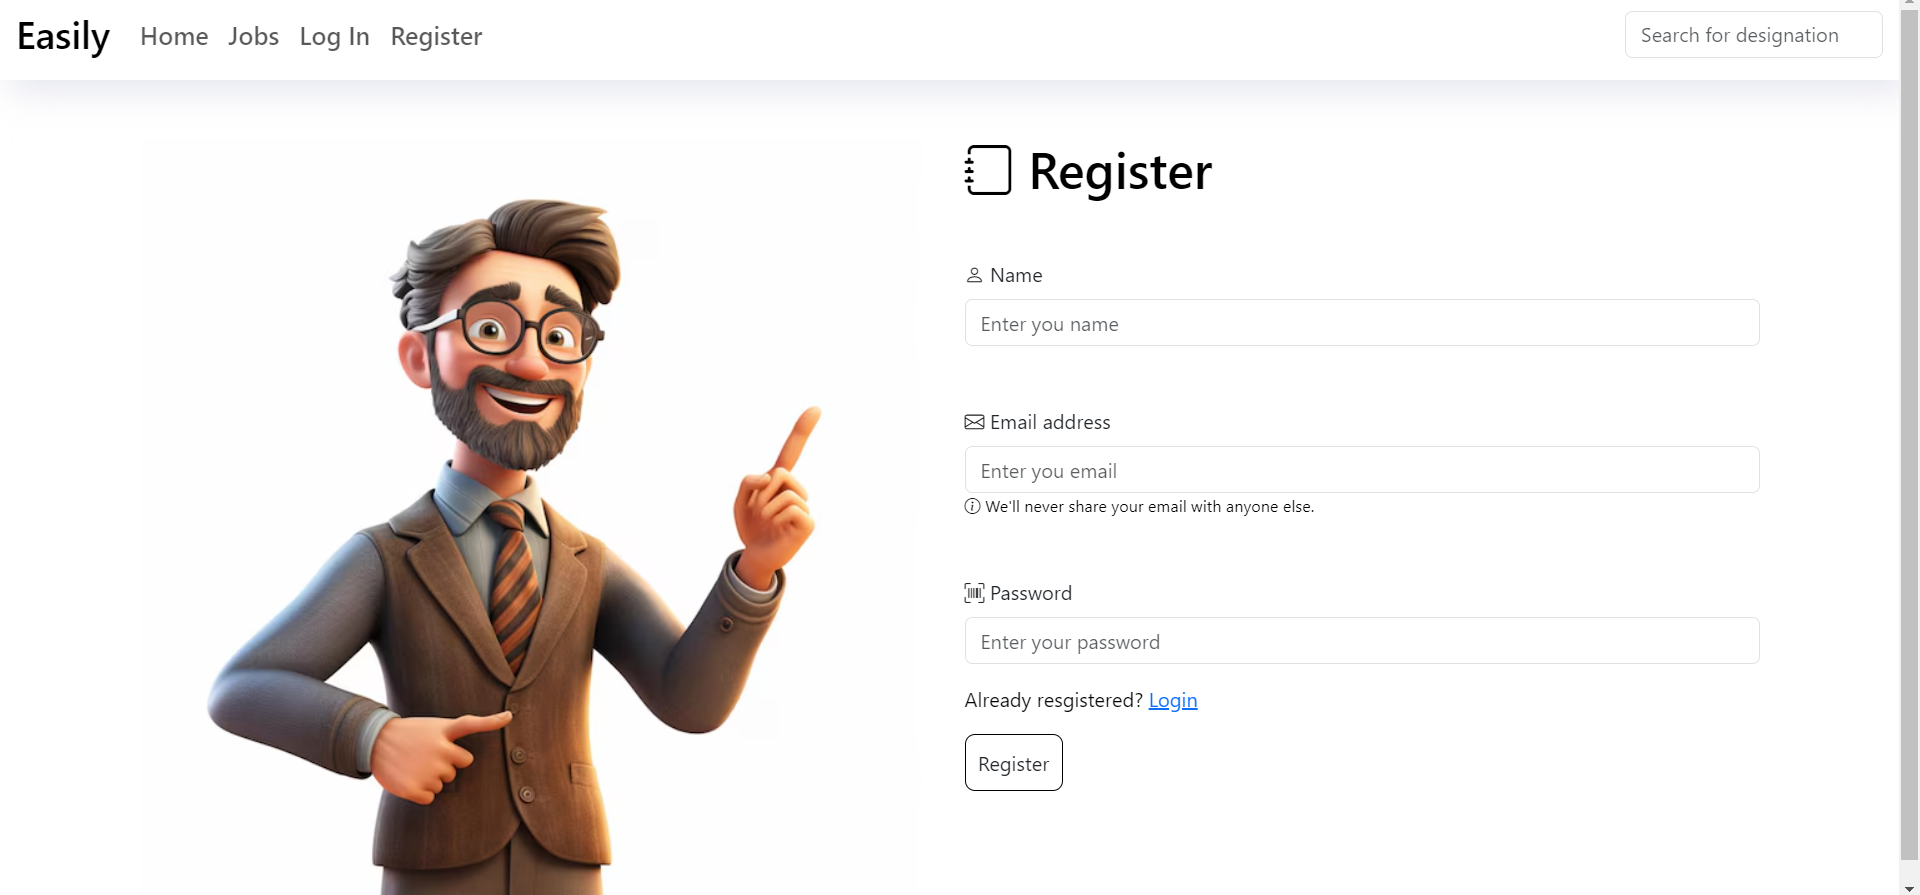 Easily Home Jobs Log In Register Search for designation
Register
Name
Enter you name
Email address
Enter you email
We'll never share your email with anyone else.
Password
Enter your password
Already resgistered? Login
Register